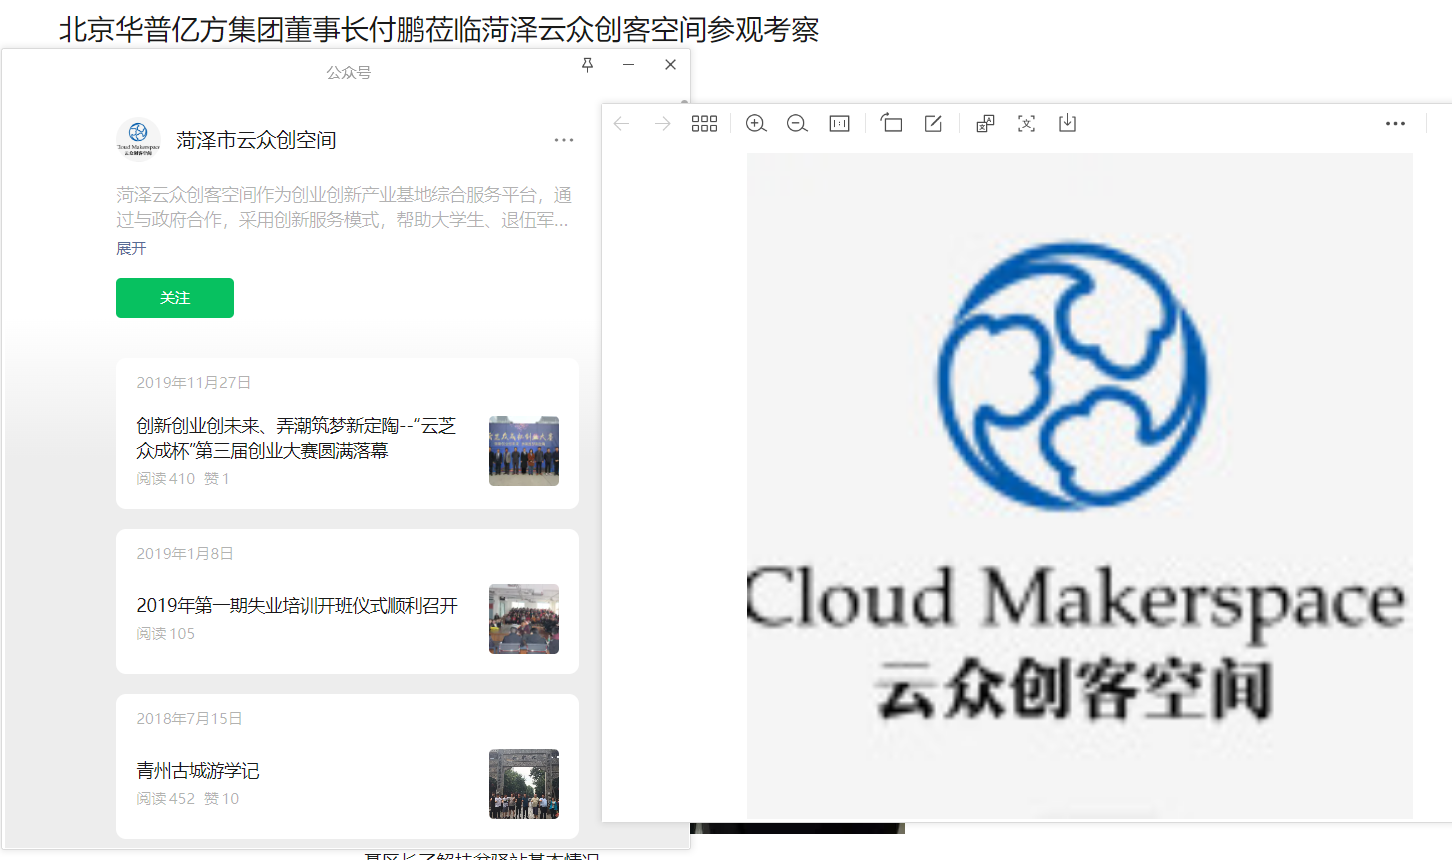 北京华普亿方集团董事长付鹏莅临菏泽云众创客空间参观考察
公众号
菏泽市云众创空间
菏泽云众创客空间作为创业创新产业基地综合服务平台，通
过与政府合作，采用创新服务模式，帮助大学生、退伍军...
展开
关注
2019年11月27日
创新创业创未来、弄潮筑梦新定陶--“云芝
众成杯”第三届创业大赛圆满落幕
阅读 410 赞 1
2019年1月8日
2019年第一期失业培训开班仪式顺利召开
阅读 105
2018年7月15日
青州古城游学记
阅读 452 赞 10
Cloud Makerspace
云众创客空间